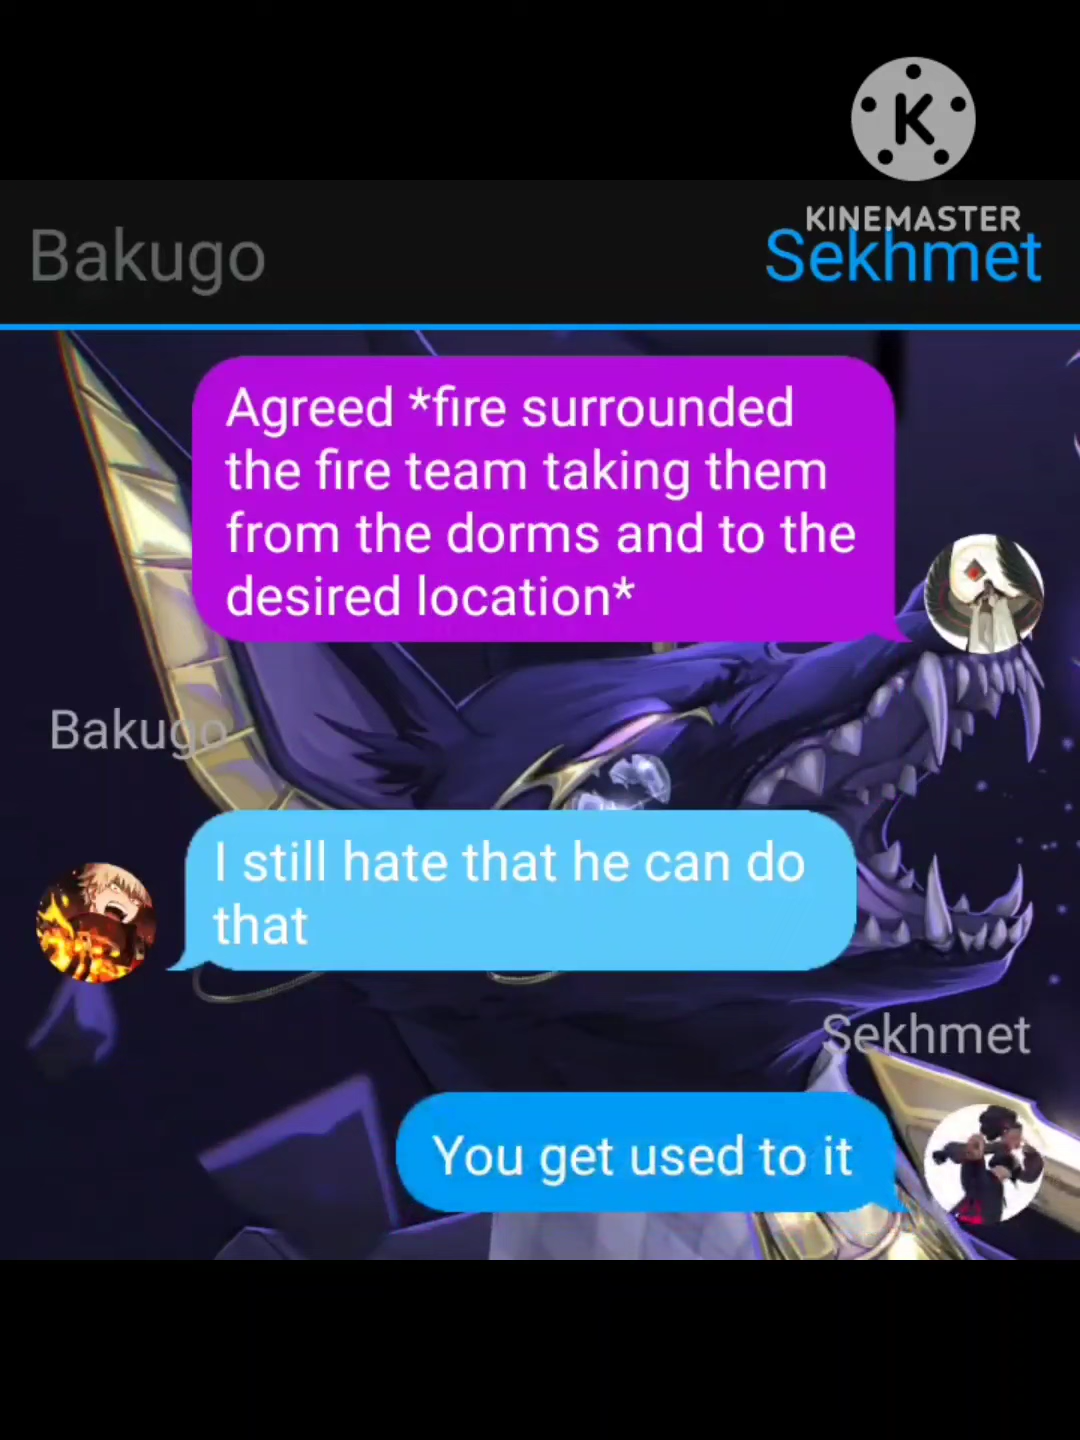 K
KINEMASTER
Bakugo
Sekhmet
Agreed *fire surrounded
the fire team taking them
from the dorms and to the
desired location*
Bakugo
I still hate that he can do
that
Sekhmet
You get used to it